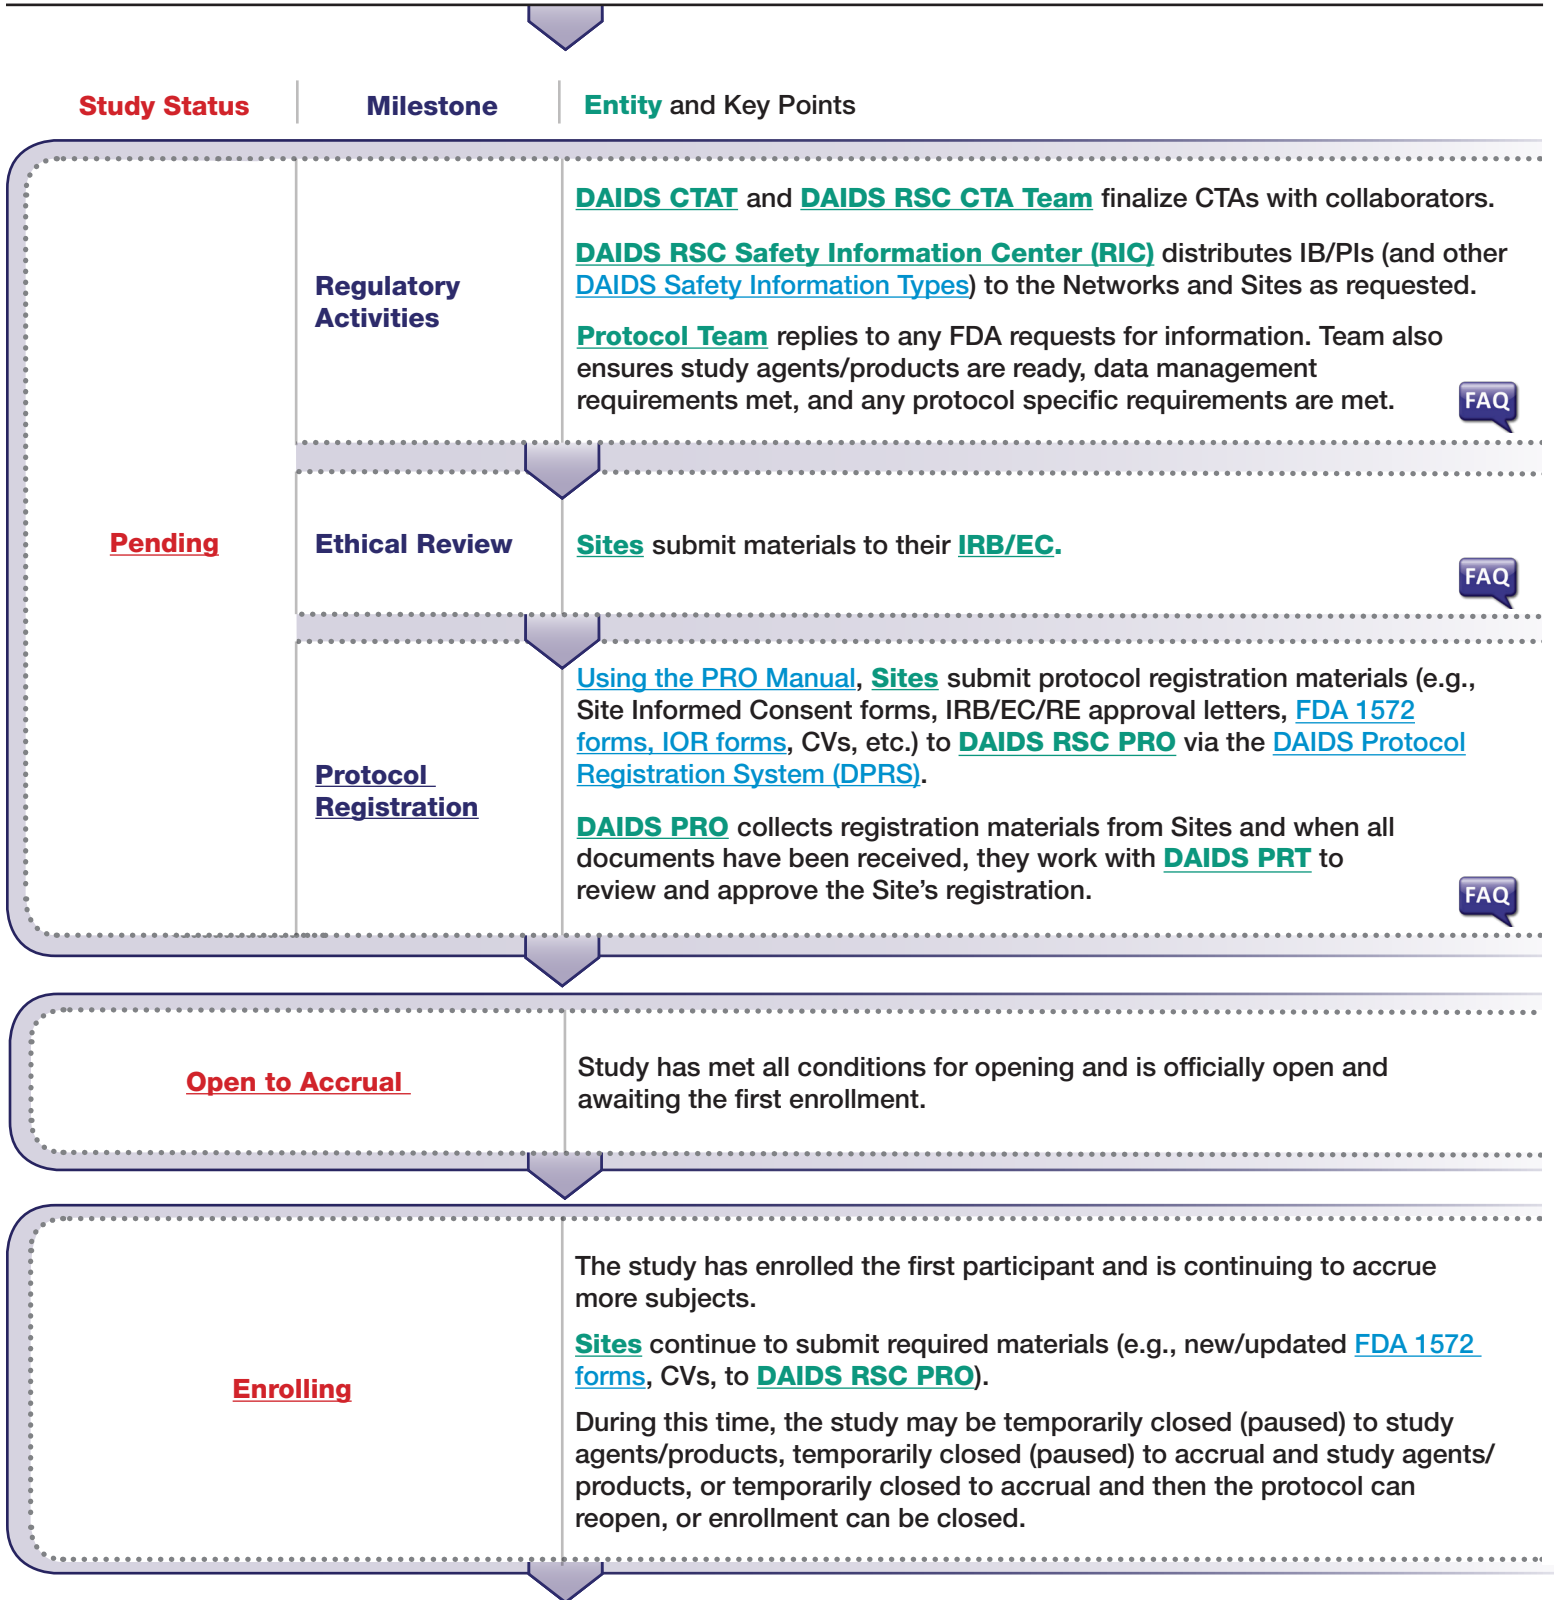 Study Status
Milestone
Entity and Key Points
Pending
Regulatory
Activities
DAIDS CTAT and DAIDS RSC CTA Team finalize CTAs with collaborators.
DAIDS RSC Safety Information Center (RIC) distributes IB/PIs (and other
DAIDS Safety Information Types) to the Networks and Sites as requested.
Protocol Team replies to any FDA requests for information. Team also
ensures study agents/products are ready, data management
requirements met, and any protocol specific requirements are met.
FAQ
Ethical Review
Sites submit materials to their IRB/EC.
FAQ
Protocol
Registration
Using the PRO Manual, Sites submit protocol registration materials (e.g.,
Site Informed Consent forms, IRB/EC/RE approval letters, FDA 1572
forms, IOR forms, CVs, etc.) to DAIDS RSC PRO via the DAIDS Protocol
Registration System (DPRS).
DAIDS PRO collects registration materials from Sites and when all
documents have been received, they work with DAIDS PRT to
review and approve the Site's registration.
FAQ
Open to Accrual
Study has met all conditions for opening and is officially open and
awaiting the first enrollment.
Enrolling
The study has enrolled the first participant and is continuing to accrue
more subjects.
Sites continue to submit required materials (e.g., new/updated FDA 1572
forms, CVs, to DAIDS RSC PRO).
During this time, the study may be temporarily closed (paused) to study
agents/products, temporarily closed (paused) to accrual and study agents/
products, or temporarily closed to accrual and then the protocol can
reopen, or enrollment can be closed.